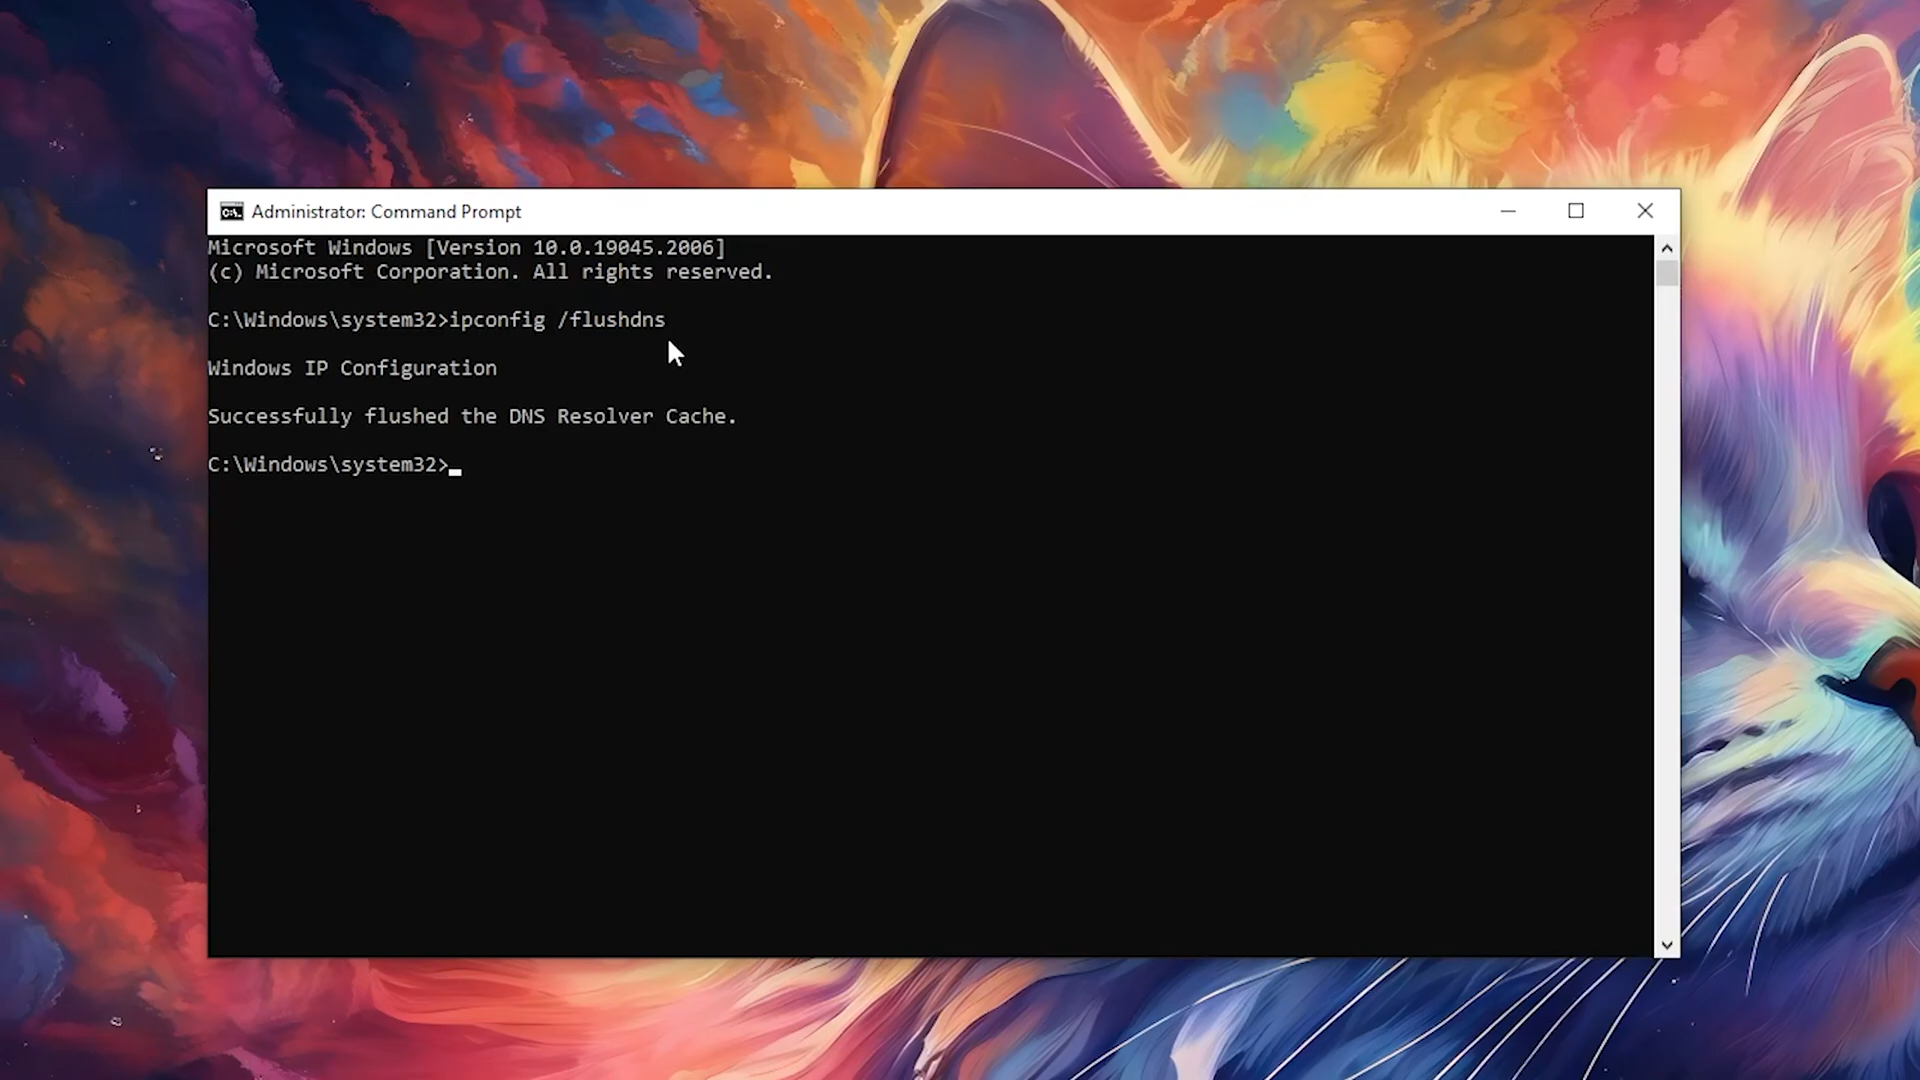 Administrator: Command Prompt
Microsoft Windows [Version 10.0.19045.2006]
(c) Microsoft Corporation. All rights reserved.
C:\Windows\system32>ipconfig /flushdns
Windows IP Configuration
Successfully flushed the DNS Resolver Cache.
C:\Windows\system32>